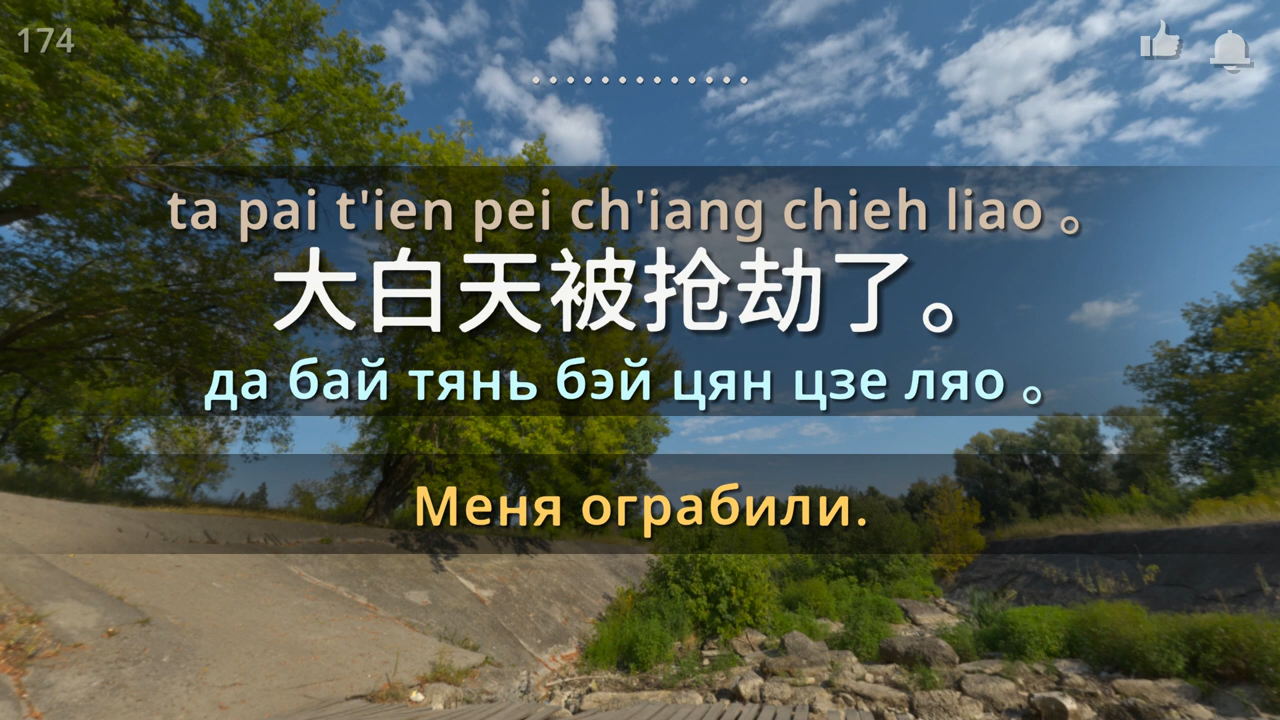 174
ta pai t'ien pei ch'iang chieh liao 。
大白天被抢劫了。
да бай тянь бэй цян цзе ляо 。
Меня ограбили.